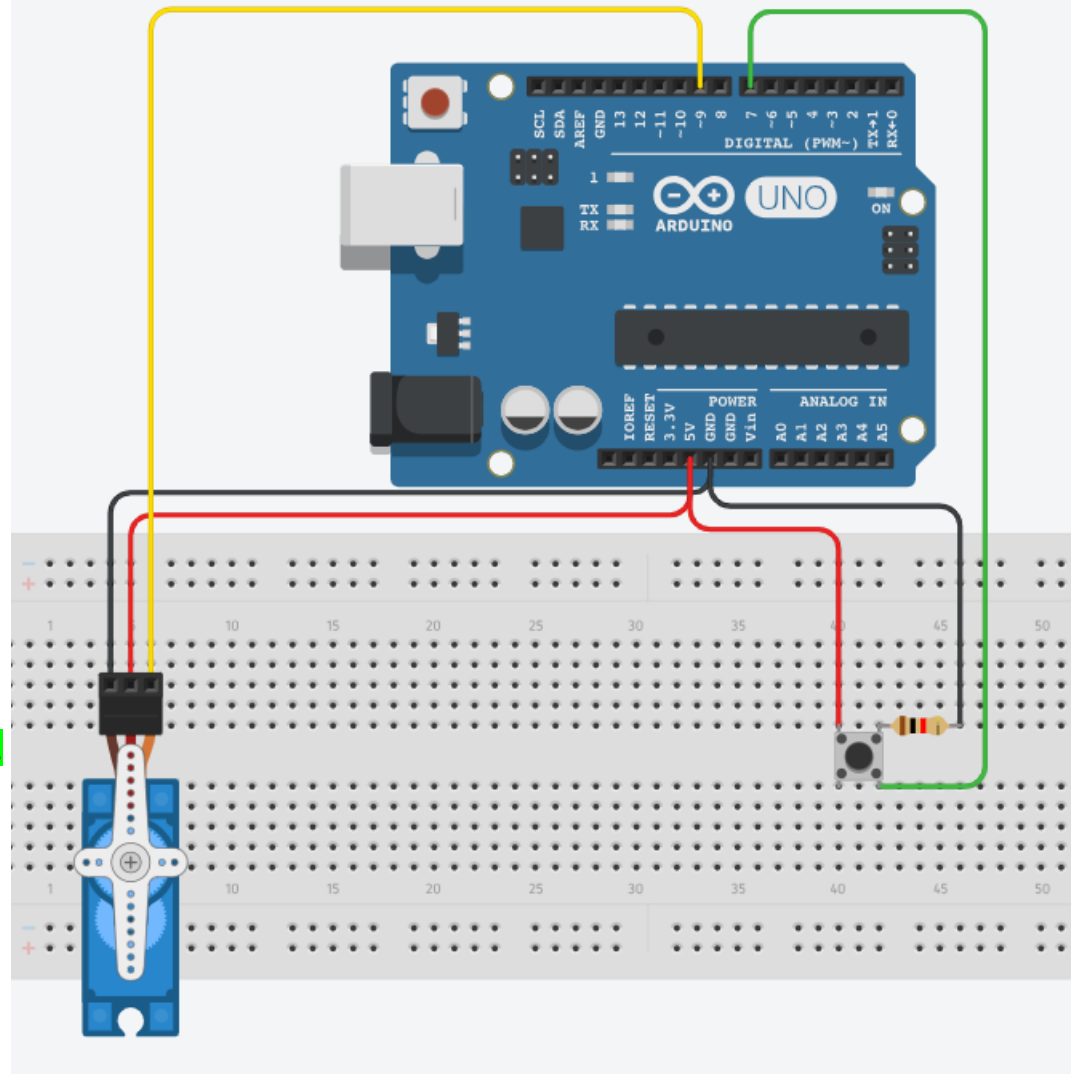 SCL
SDA
AREF
GND
13
12
~11
~10
~9
8
7
~6
~5
4
~3
2
TX→1
RX←0
DIGITAL (PWM~)
1
TX
RX
ARDUINO
UNO
ON
POWER
ANALOG IN
IOREF
RESET
3.3V
5V
GND
GND
Vin
A0
A1
A2
A3
A4
A5
1 10 15 20 25 30 35 40 45 50
1 10 15 20 25 30 35 40 45 50